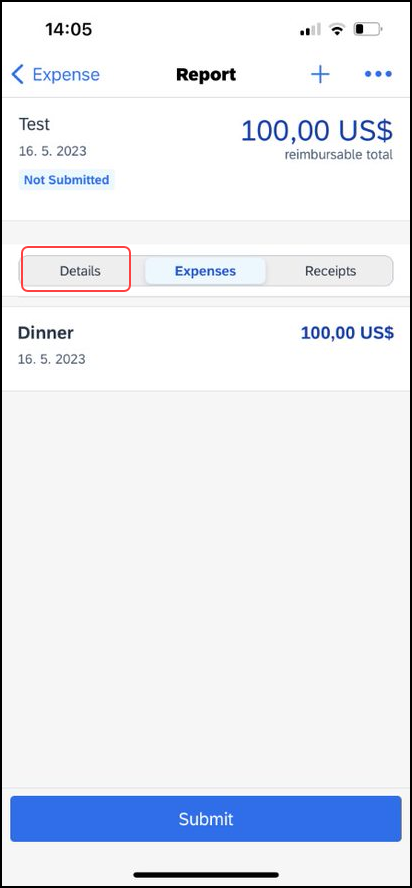 14:05
Expense
Report
Test
100,00 US$
16. 5. 2023
reimbursable total
Not Submitted
Details
Expenses
Receipts
Dinner
100,00 US$
16. 5. 2023
Submit